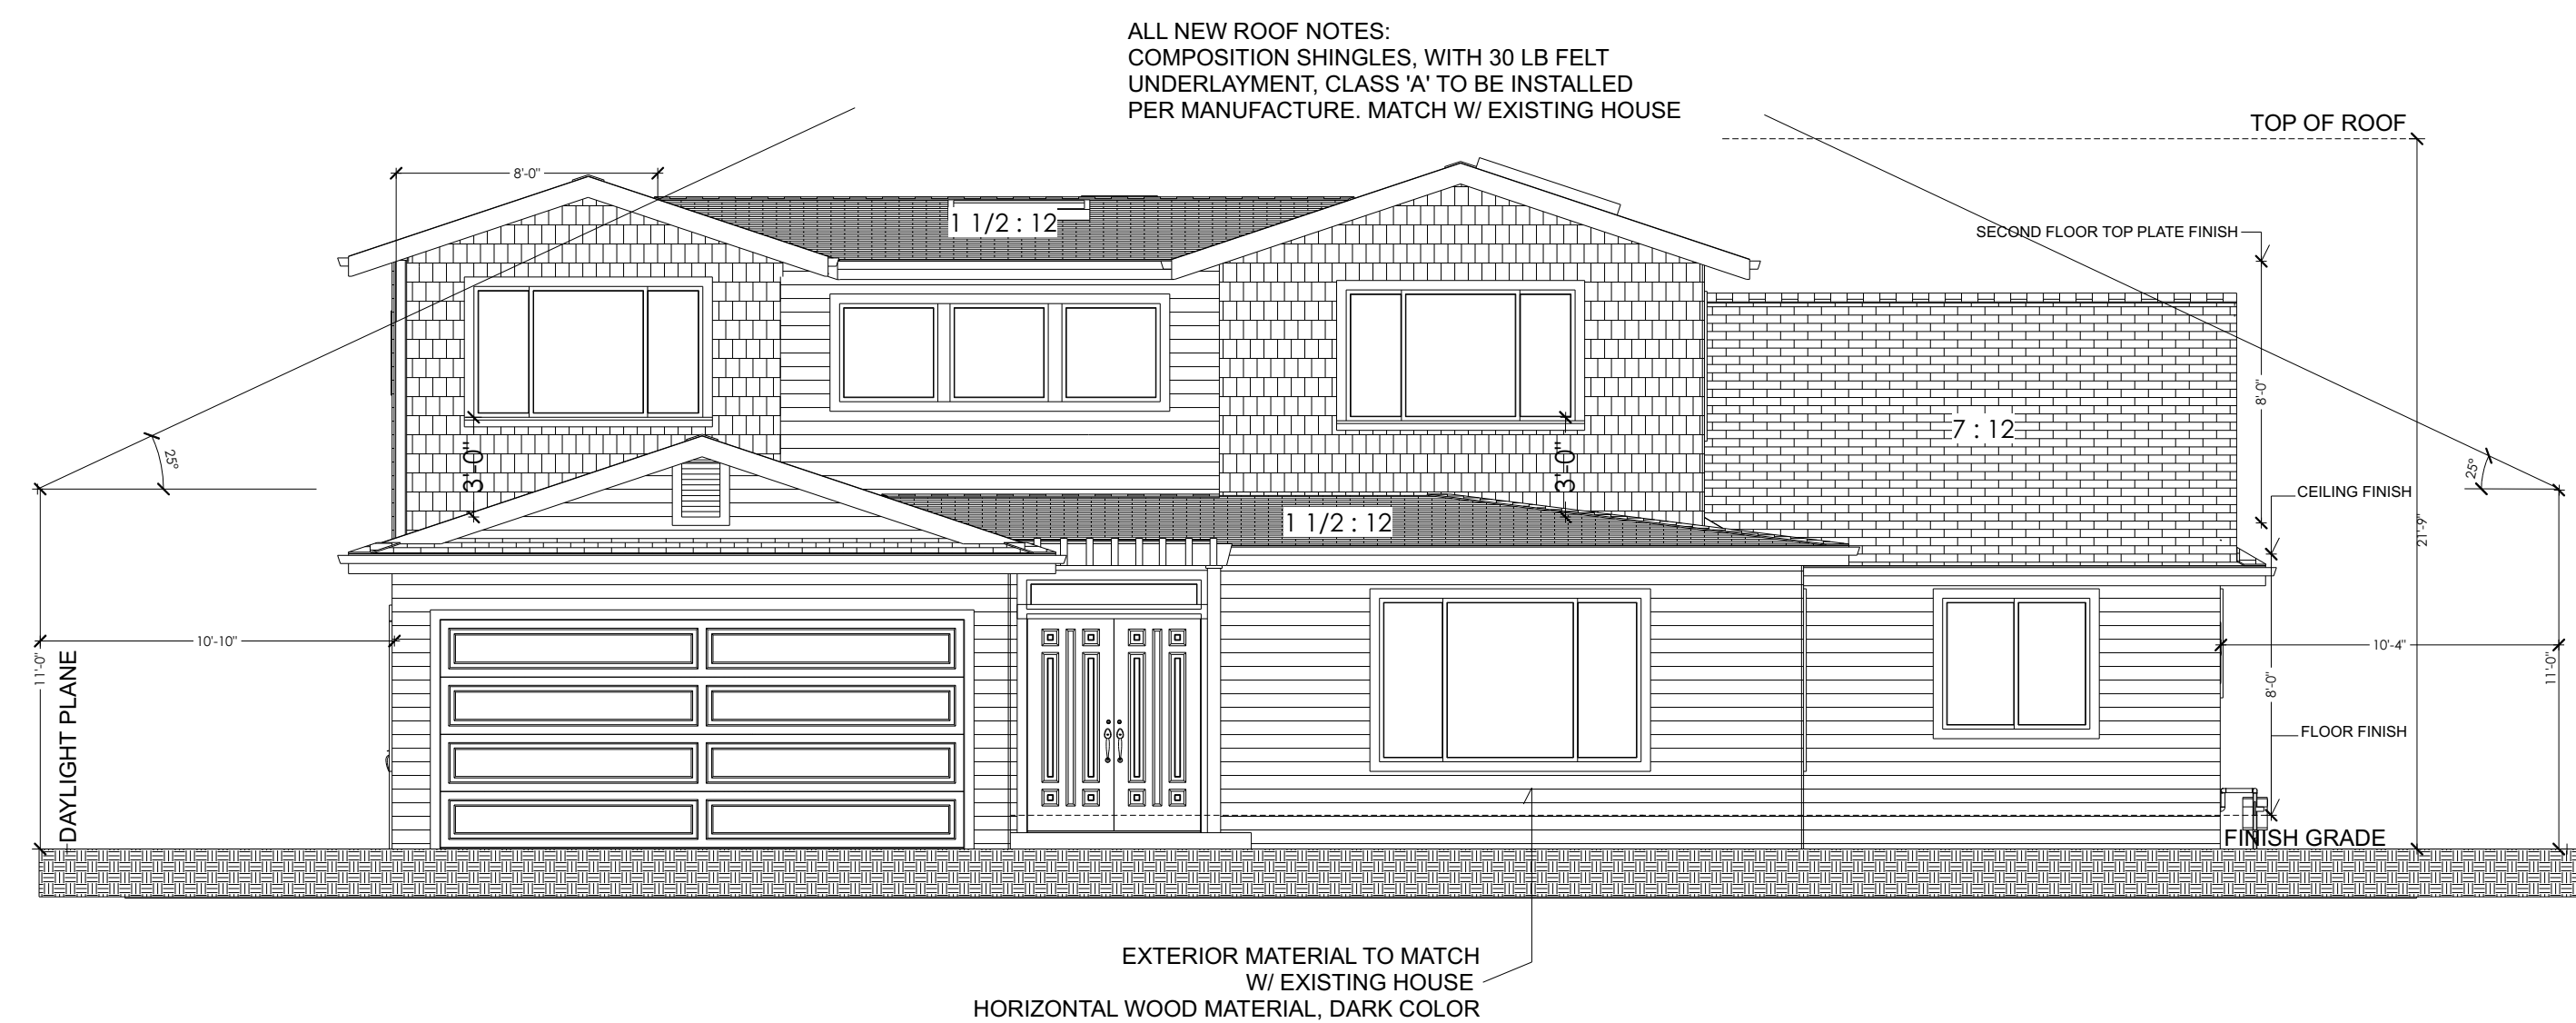 ALL NEW ROOF NOTES:
COMPOSITION SHINGLES, WITH 30 LB FELT
UNDERLAYMENT, CLASS 'A' TO BE INSTALLED
PER MANUFACTURE. MATCH W/ EXISTING HOUSE
TOP OF ROOF
8'-0"
1 1/2 : 12
SECOND FLOOR TOP PLATE FINISH
8'-0"
7 : 12
25°
3'-0"
3'-0"
25°
CEILING FINISH
1 1/2 : 12
21'-9"
10'-10"
10'-4"
11'-0"
DAYLIGHT PLANE
8'-0"
11'-0"
FLOOR FINISH
FINISH GRADE
EXTERIOR MATERIAL TO MATCH
W/ EXISTING HOUSE
HORIZONTAL WOOD MATERIAL, DARK COLOR